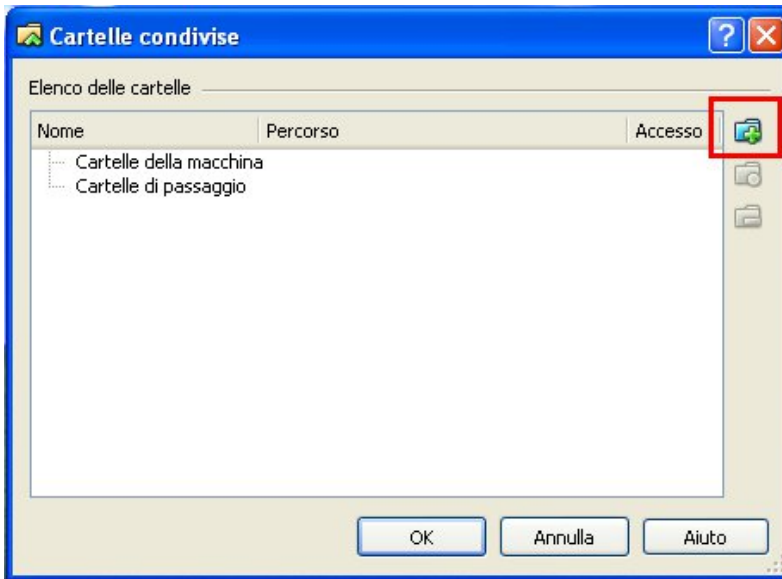 Cartelle condivise
Elenco delle cartelle
Nome Percorso Accesso
Cartelle della macchina
Cartelle di passaggio
OK Annulla Aiuto